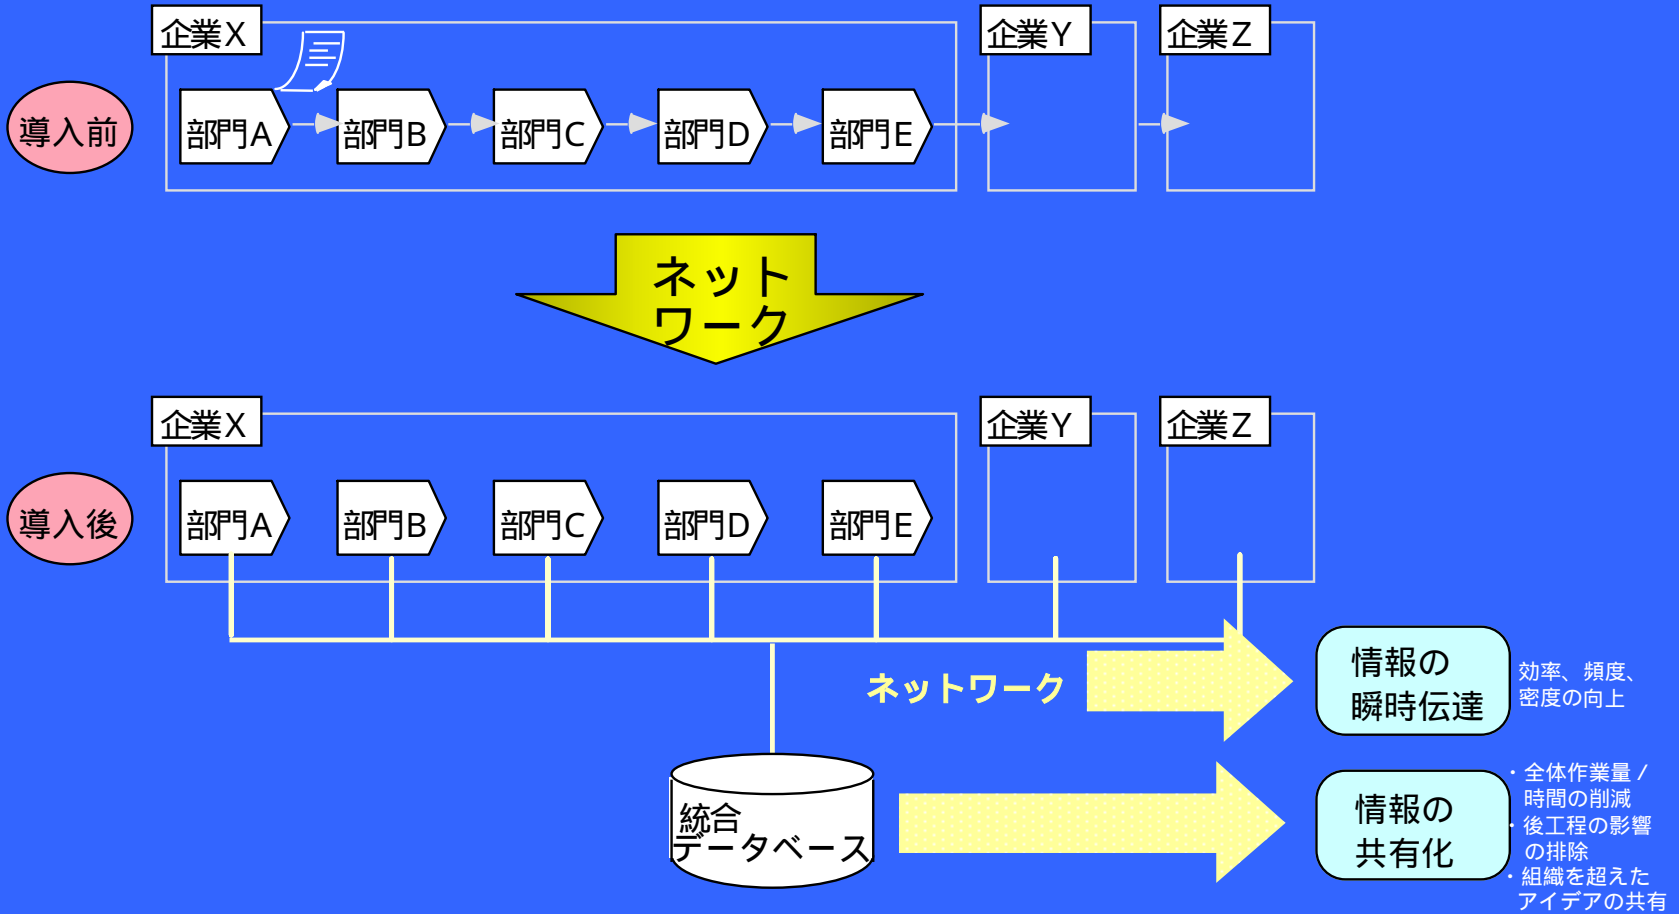 企業X
企業Y
企業Z
導入前
部門A
部門B
部門C
部門D
部門E
ネット
ワーク
企業X
企業Y
企業Z
導入後
部門A
部門B
部門C
部門D
部門E
ネットワーク
情報の
瞬時伝達
効率、頻度、
密度の向上
統合
データベース
情報の
共有化
・全体作業量/
時間の削減
・後工程の影響
の排除
・組織を超えた
アイデアの共有